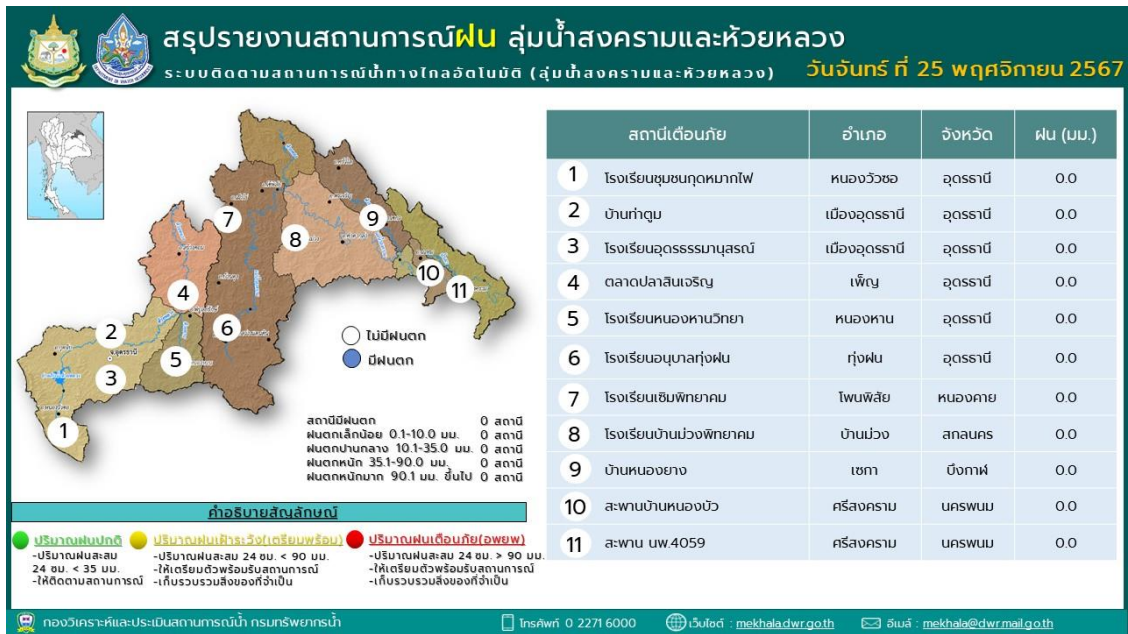 สรุปรายงานสถานการณ์ฝน ลุ่มน้ำสงครามและห้วยหลวง
ระบบติดตามสถานการณ์น้ำทางไกลอัตโนมัติ (ลุ่มน้ำสงครามและห้วยหลวง)
วันจันทร์ ที่ 25 พฤศจิกายน 2567
7
9
8
10
11
4
6
2
5
3
1
ไม่มีฝนตก
มีฝนตก
สถานีมีฝนตก 0 สถานี
ฝนตกเล็กน้อย 0.1-10.0 มม. 0 สถานี
ฝนตกปานกลาง 10.1-35.0 มม. 0 สถานี
ฝนตกหนัก 35.1-90.0 มม. 0 สถานี
ฝนตกหนักมาก 90.1 มม. ขึ้นไป 0 สถานี
คำอธิบายสัญลักษณ์
ปริมาณฝนปกติ
-ปริมาณฝนสะสม
24 ชม. < 35 มม.
-ให้ติดตามสถานการณ์
ปริมาณฝนเฝ้าระวัง(เตรียมพร้อม)
-ปริมาณฝนสะสม 24 ชม. < 90 มม.
-ให้เตรียมตัวพร้อมรับสถานการณ์
-เก็บรวบรวมสิ่งของที่จำเป็น
ปริมาณฝนเตือนภัย(อพยพ)
-ปริมาณฝนสะสม 24 ชม. > 90 มม.
-ให้เตรียมตัวพร้อมรับสถานการณ์
-เก็บรวบรวมสิ่งของที่จำเป็น
สถานีเตือนภัย อำเภอ จังหวัด ฝน (มม.)
1 โรงเรียนชุมชนกุดหมากไฟ หนองวัวซอ อุดรธานี 0.0
2 บ้านท่าตูม เมืองอุดรธานี อุดรธานี 0.0
3 โรงเรียนอุดรธรรมานุสรณ์ เมืองอุดรธานี อุดรธานี 0.0
4 ตลาดปลาสินเจริญ เพ็ญ อุดรธานี 0.0
5 โรงเรียนหนองหานวิทยา หนองหาน อุดรธานี 0.0
6 โรงเรียนอนุบาลทุ่งฝน ทุ่งฝน อุดรธานี 0.0
7 โรงเรียนเซิมพิทยาคม โพนพิสัย หนองคาย 0.0
8 โรงเรียนบ้านม่วงพิทยาคม บ้านม่วง สกลนคร 0.0
9 บ้านหนองยาง เซกา บึงกาฬ 0.0
10 สะพานบ้านหนองบัว ศรีสงคราม นครพนม 0.0
11 สะพาน นพ.4059 ศรีสงคราม นครพนม 0.0
กองวิเคราะห์และประเมินสถานการณ์น้ำ กรมทรัพยากรน้ำ
โทรศัพท์ 0 2271 6000
เว็บไซต์ : mekhala.dwr.go.th
อีเมล์ : mekhala@dwr.mail.go.th